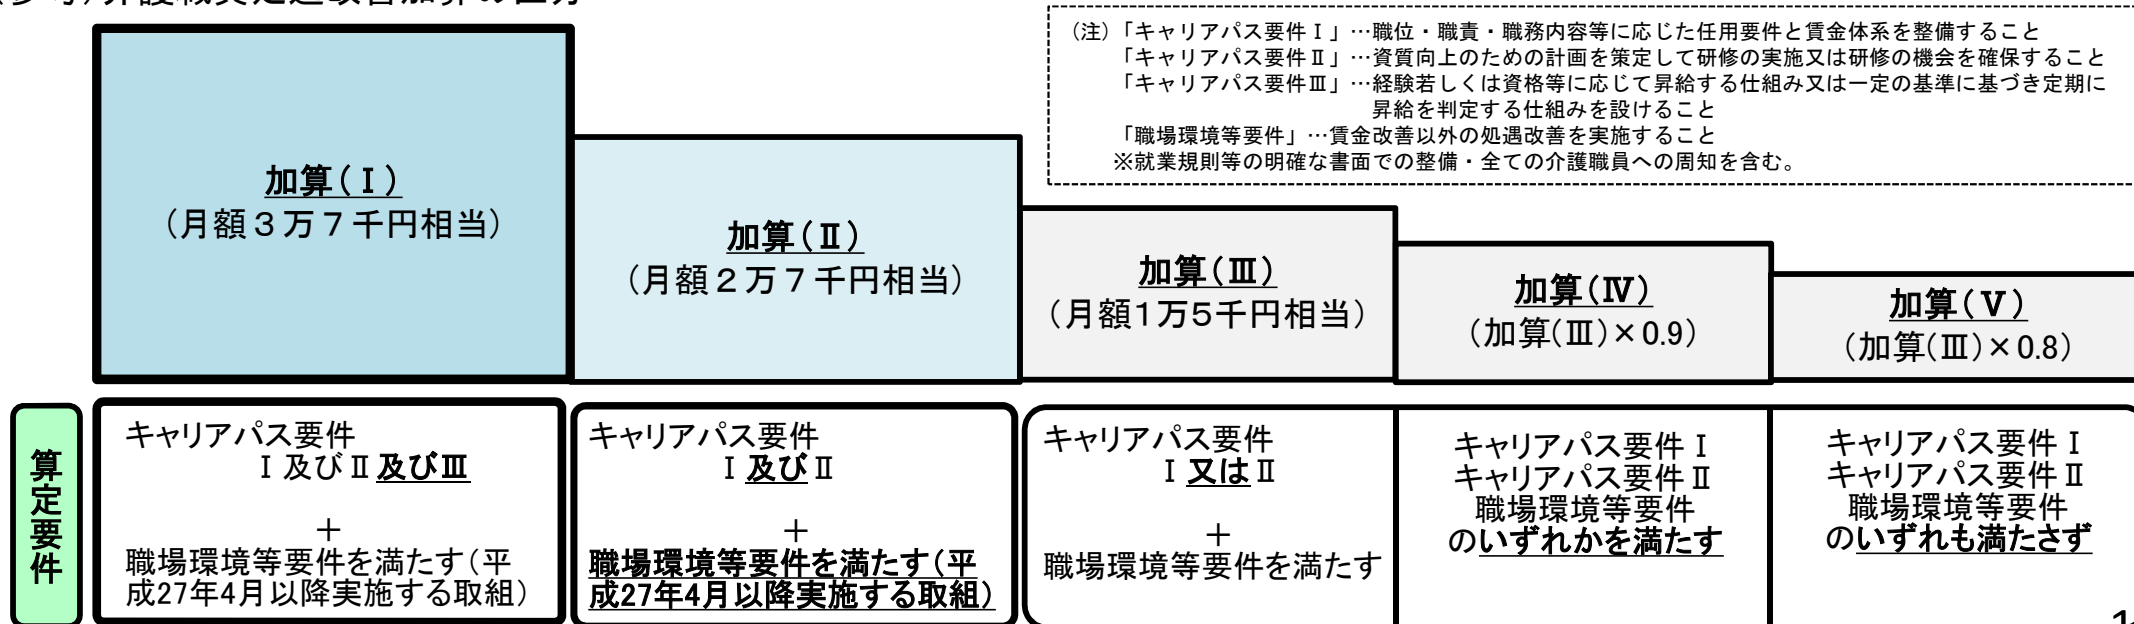 (参考)介護職員処遇改善加算の区分
(注)「キャリアパス要件Ⅰ」…職位・職責・職務内容等に応じた任用要件と賃金体系を整備すること
「キャリアパス要件Ⅱ」…資質向上のための計画を策定して研修の実施又は研修の機会を確保すること
「キャリアパス要件Ⅲ」…経験若しくは資格等に応じて昇給する仕組み又は一定の基準に基づき定期に
昇給を判定する仕組みを設けること
「職場環境等要件」…賃金改善以外の処遇改善を実施すること
※就業規則等の明確な書面での整備・全ての介護職員への周知を含む。
加算(Ⅰ)
(月額3万7千円相当)
加算(Ⅱ)
(月額2万7千円相当)
加算(Ⅲ)
(月額1万5千円相当)
加算(Ⅳ)
(加算(Ⅲ)×0.9)
加算(Ⅴ)
(加算(Ⅲ)×0.8)
算定要件
キャリアパス要件
Ⅰ及びⅡ及びⅢ
+
職場環境等要件を満たす(平
成27年4月以降実施する取組)
キャリアパス要件
Ⅰ及びⅡ
+
職場環境等要件を満たす(平
成27年4月以降実施する取組)
キャリアパス要件
Ⅰ又はⅡ
+
職場環境等要件を満たす
キャリアパス要件Ⅰ
キャリアパス要件Ⅱ
職場環境等要件
のいずれかを満たす
キャリアパス要件Ⅰ
キャリアパス要件Ⅱ
職場環境等要件
のいずれも満たさず